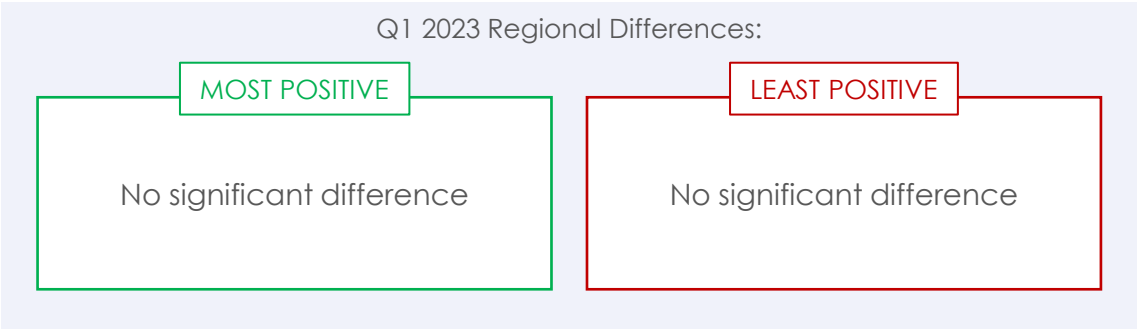 Q1 2023 Regional Differences:
MOST POSITIVE
No significant difference
LEAST POSITIVE
No significant difference